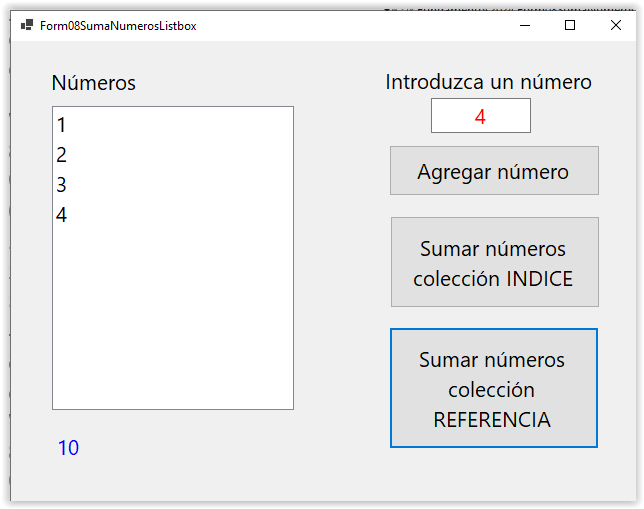 Form08SumaNumerosListbox
Números
1
2
3
4
10
Introduzca un número
4
Agregar número
Sumar números
colección INDICE
Sumar números
colección
REFERENCIA